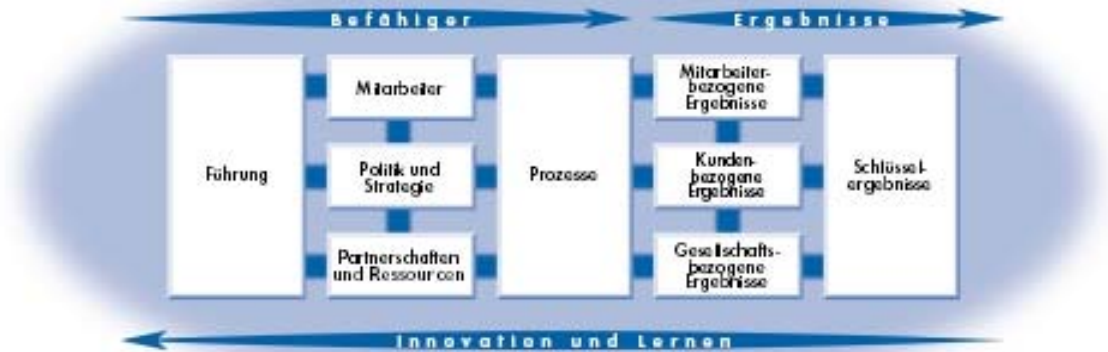 Befähiger
Ergebnisse
Führung
Mitarbeiter
Politik und
Strategie
Partnerschaften
und Ressourcen
Prozesse
Mitarbeiter-
bezogene
Ergebnisse
Kunden-
bezogene
Ergebnisse
Gesellschafts-
bezogene
Ergebnisse
Schlüssel-
ergebnisse
Innovation und Lernen